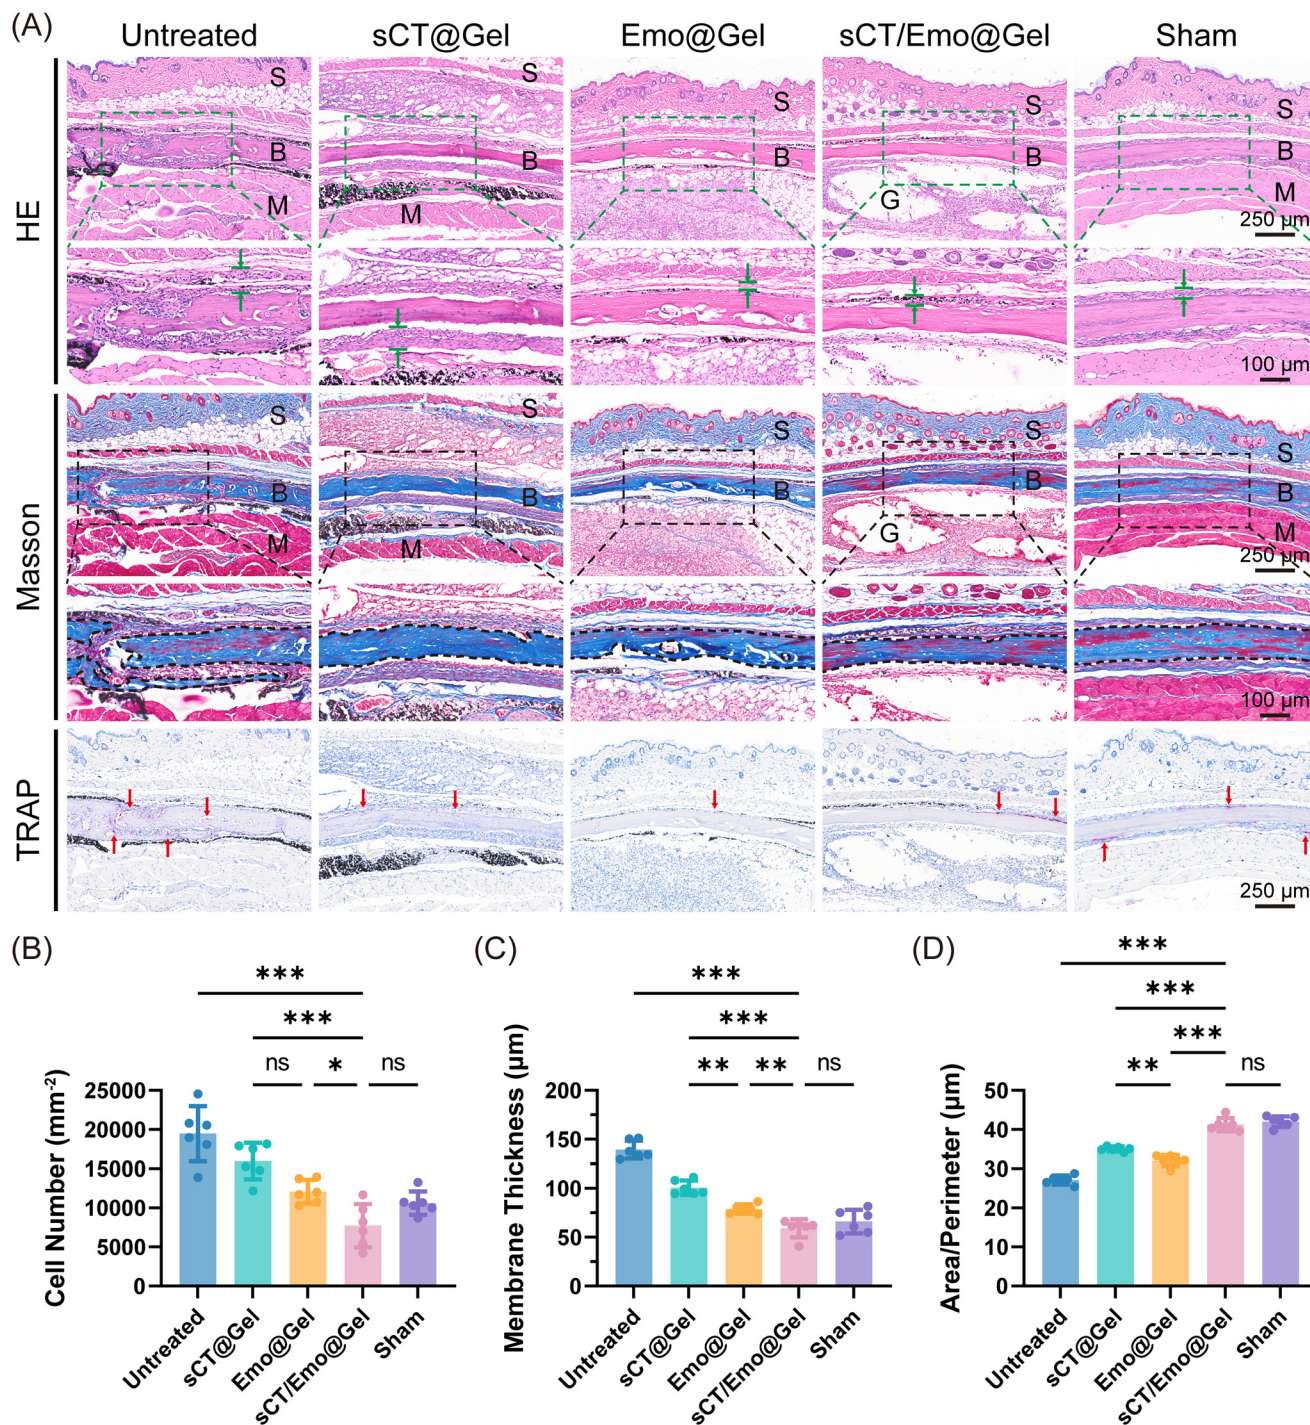 (A)
Untreated sCT@Gel Emo@Gel sCT/Emo@Gel Sham
HE
S S S S S
B B B B B
M M G M
250 µm
100 µm
Masson
S S S S S
B B B B B
M M G M
250 µm
100 µm
TRAP
250 µm
(B)
***
***
ns * ns
Cell Number (mm-2)
25000
20000
15000
10000
5000
0
Untreated
sCT@Gel
Emo@Gel
sCT/Emo@Gel
Sham
(C)
***
***
** ** ns
Membrane Thickness (µm)
200
150
100
50
0
Untreated
sCT@Gel
Emo@Gel
sCT/Emo@Gel
Sham
(D)
***
***
***
** ns
Area/Perimeter (µm)
50
40
30
20
10
0
Untreated
sCT@Gel
Emo@Gel
sCT/Emo@Gel
Sham